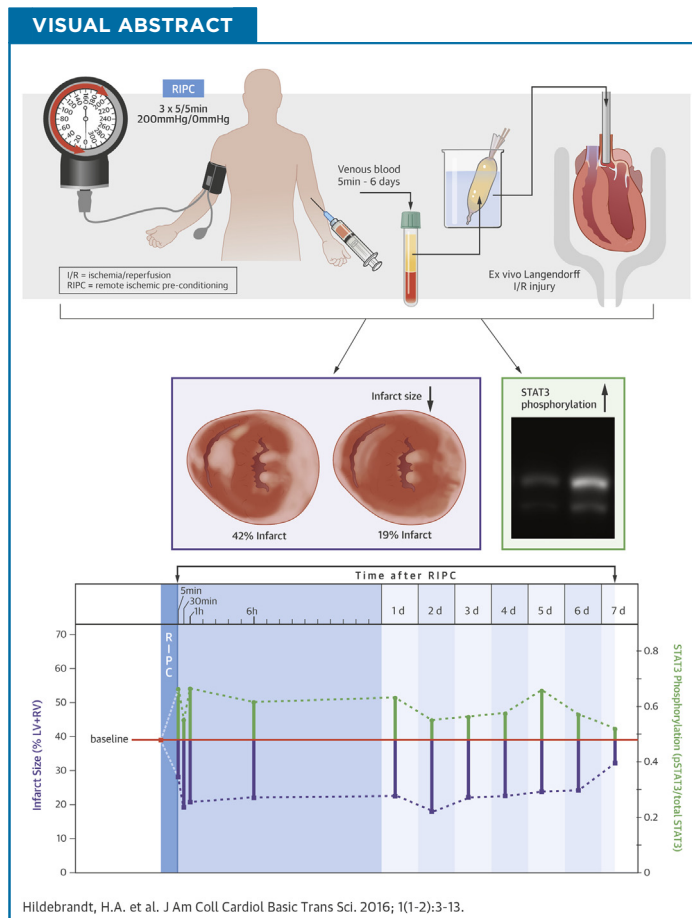 VISUAL ABSTRACT
RIPC
3 x 5/5min
200mmHg/0mmHg
Venous blood
5min - 6 days
Ex vivo Langendorff
I/R injury
I/R = ischemia/reperfusion
RIPC = remote ischemic pre-conditioning
Infarct size
42% Infarct
19% Infarct
STAT3
phosphorylation
Time after RIPC
5min
30min
1h
6h
1 d
2 d
3 d
4 d
5 d
6 d
7 d
RIPC
baseline
Infarct Size (% LV+RV)
70
60
50
40
30
20
10
0
0.8
0.6
0.4
0.2
0
STAT3 Phosphorylation (pSTAT3/total STAT3)
Hildebrandt, H.A. et al. J Am Coll Cardiol Basic Trans Sci. 2016; 1(1-2):3-13.